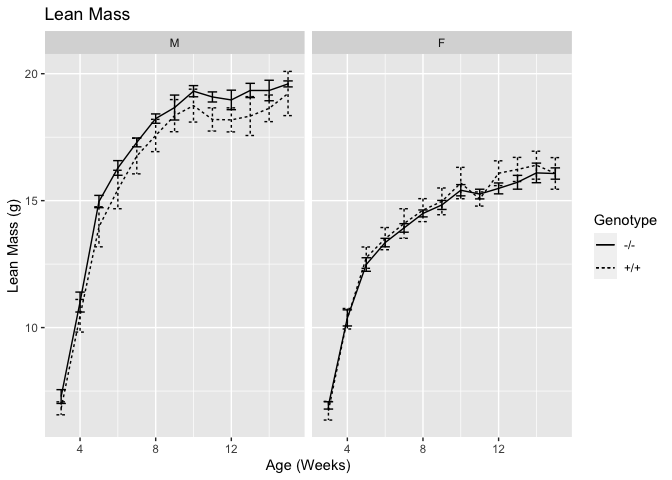 Lean Mass
M
F
20
15
10
Lean Mass (g)
4
8
12
4
8
12
Age (Weeks)
Genotype
-/-
+/+